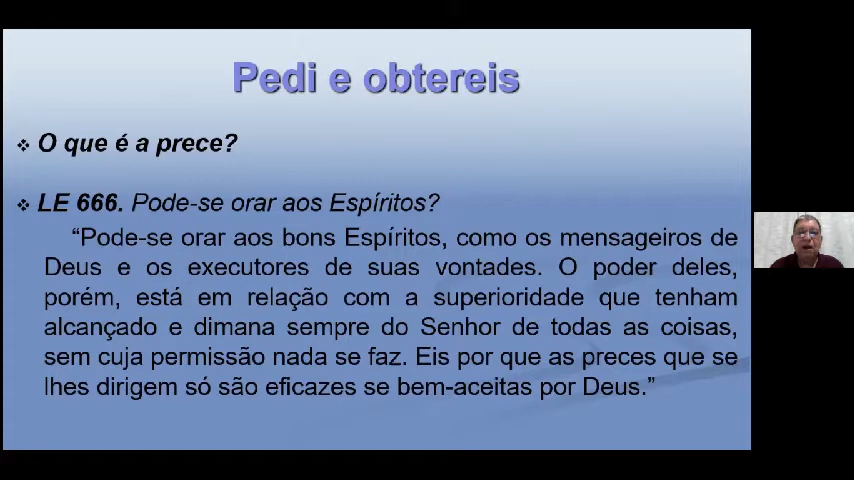 Pedi e obtereis
❖ O que é a prece?
❖ LE 666. Pode-se orar aos Espíritos?
“Pode-se orar aos bons Espíritos, como os mensageiros de
Deus e os executores de suas vontades. O poder deles,
porém, está em relação com a superioridade que tenham
alcançado e dimana sempre do Senhor de todas as coisas,
sem cuja permissão nada se faz. Eis por que as preces que se
lhes dirigem só são eficazes se bem-aceitas por Deus.”